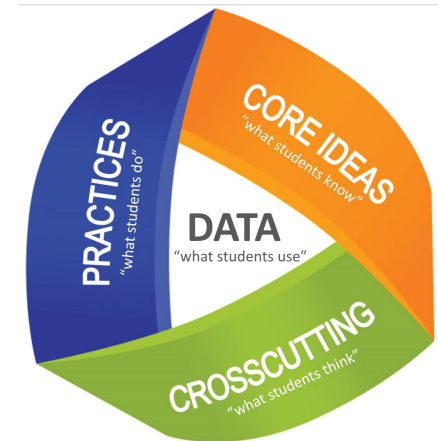 PRACTICES
“what students do”
CORE IDEAS
“what students know”
DATA
“what students use”
CROSSCUTTING
“what students think”